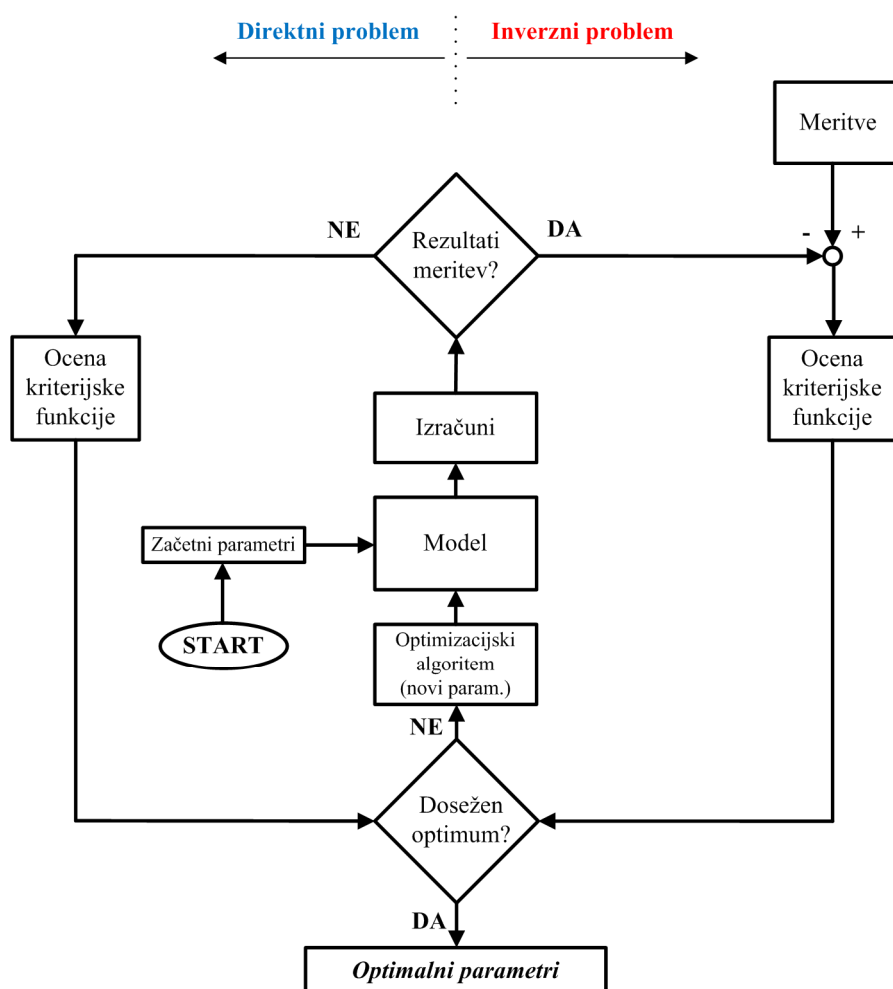 Direktni problem
Inverzni problem
Meritve
NE
DA
- +
Rezultati
meritev?
Ocena
kriterijske
funkcije
Ocena
kriterijske
funkcije
Izračuni
Začetni parametri
Model
START
Optimizacijski
algoritem
(novi param.)
NE
Dosežen
optimum?
DA
Optimalni parametri